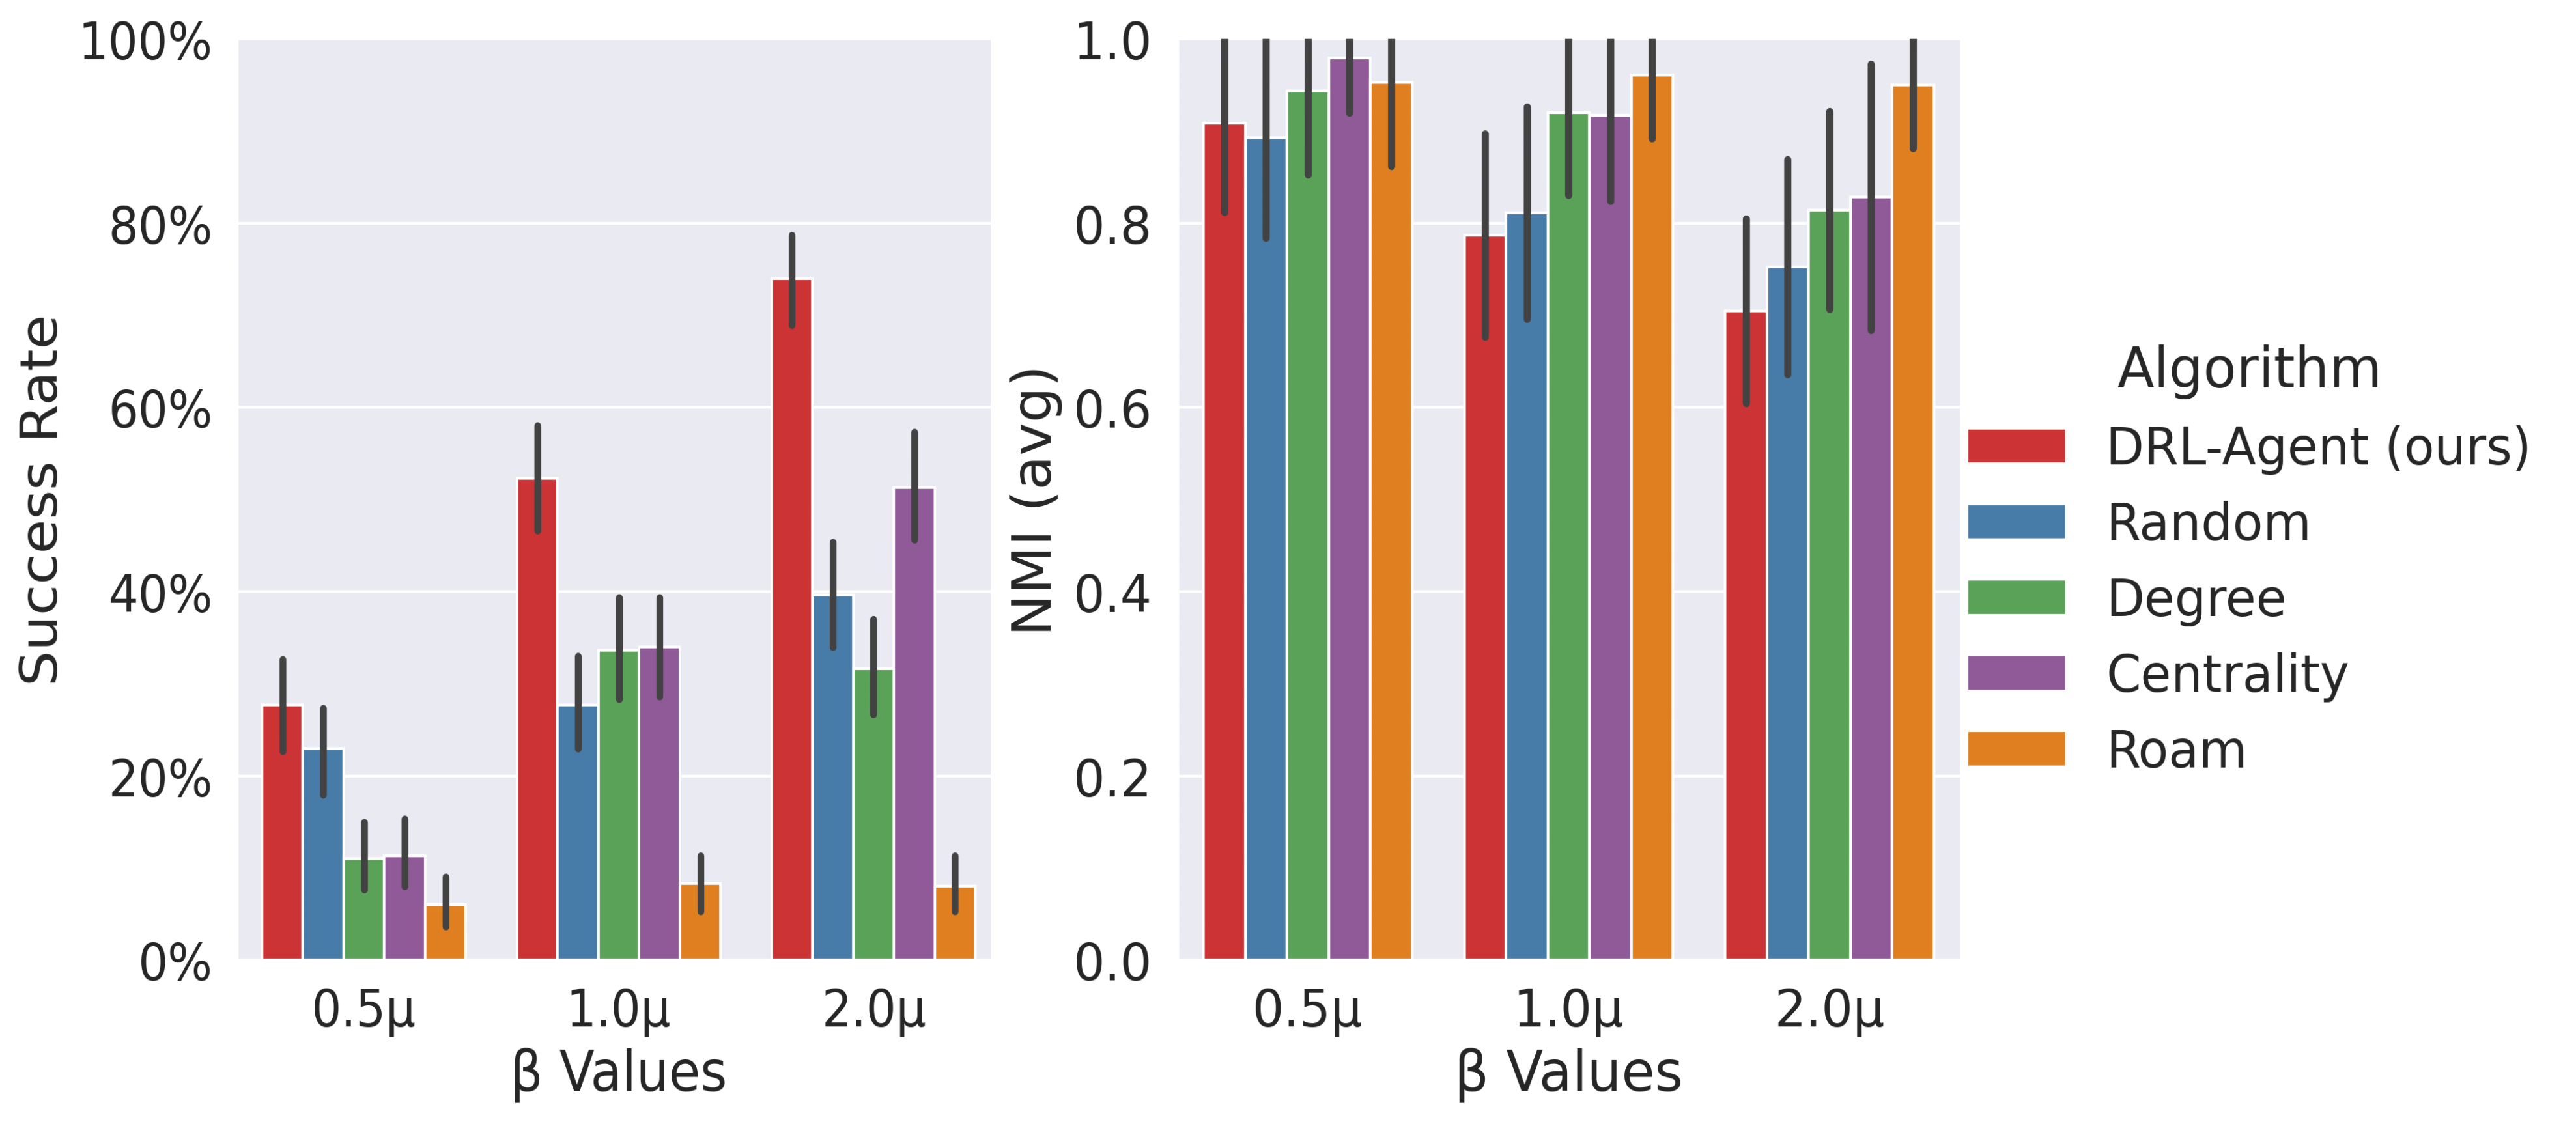 100%
80%
60%
40%
20%
0%
Success Rate
0.5μ 1.0μ 2.0μ
β Values
1.0
0.8
0.6
0.4
0.2
0.0
NMI (avg)
0.5μ 1.0μ 2.0μ
β Values
Algorithm
DRL-Agent (ours)
Random
Degree
Centrality
Roam